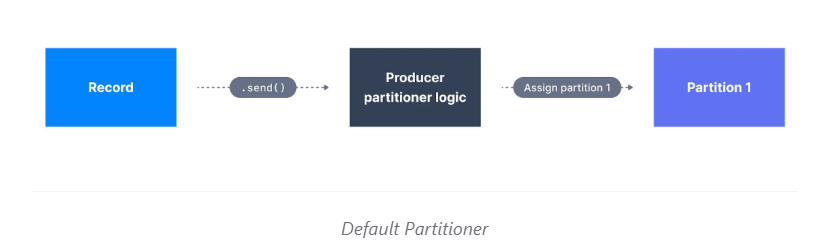 Record
.send()
Producer
partitioner logic
Assign partition 1
Partition 1
Default Partitioner